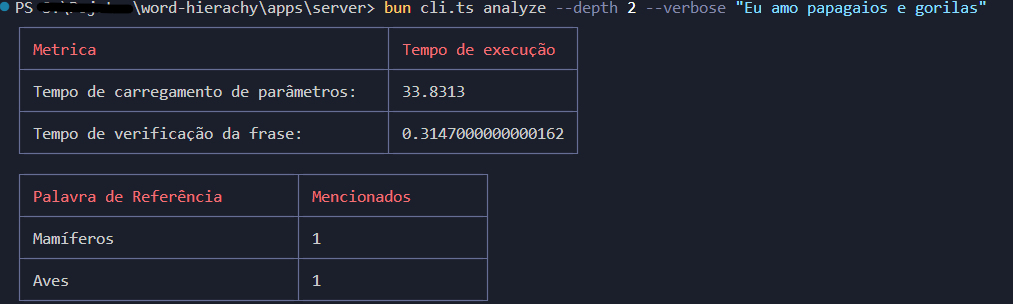 PS \word-hierachy\apps\server> bun cli.ts analyze --depth 2 --verbose "Eu amo papagaios e gorilas"
Metrica Tempo de execução
Tempo de carregamento de parâmetros: 33.8313
Tempo de verificação da frase: 0.3147000000000162
Palavra de Referência Mencionados
Mamíferos 1
Aves 1